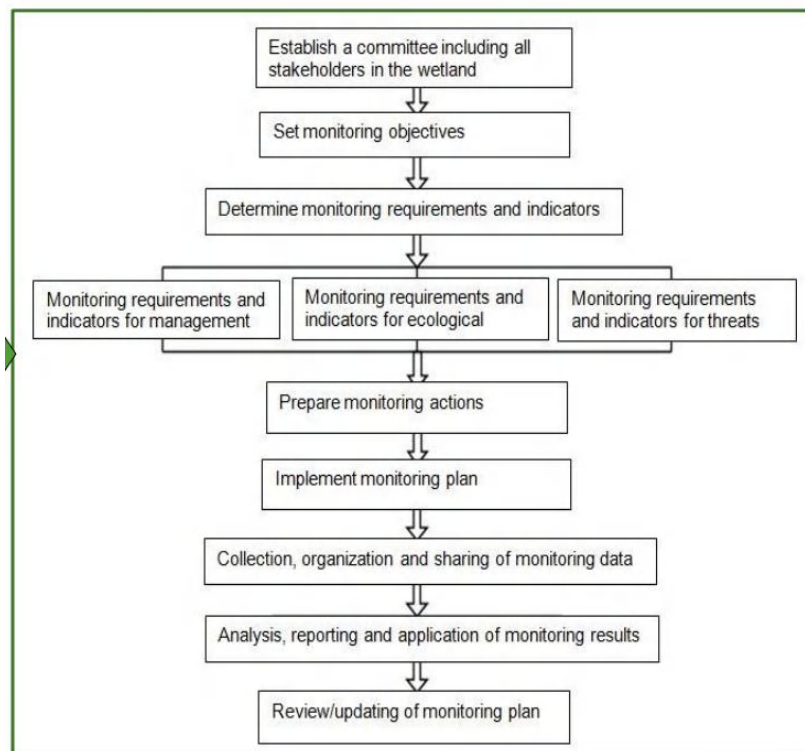 Establish a committee including all
stakeholders in the wetland
Set monitoring objectives
Determine monitoring requirements and indicators
Monitoring requirements and
indicators for management
Monitoring requirements and
indicators for ecological
Monitoring requirements
and indicators for threats
Prepare monitoring actions
Implement monitoring plan
Collection, organization and sharing of monitoring data
Analysis, reporting and application of monitoring results
Review/updating of monitoring plan